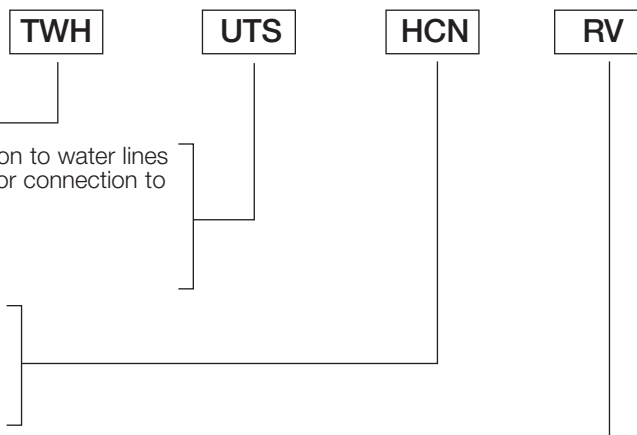 TWH UTS HCN RV
on to water lines
or connection to